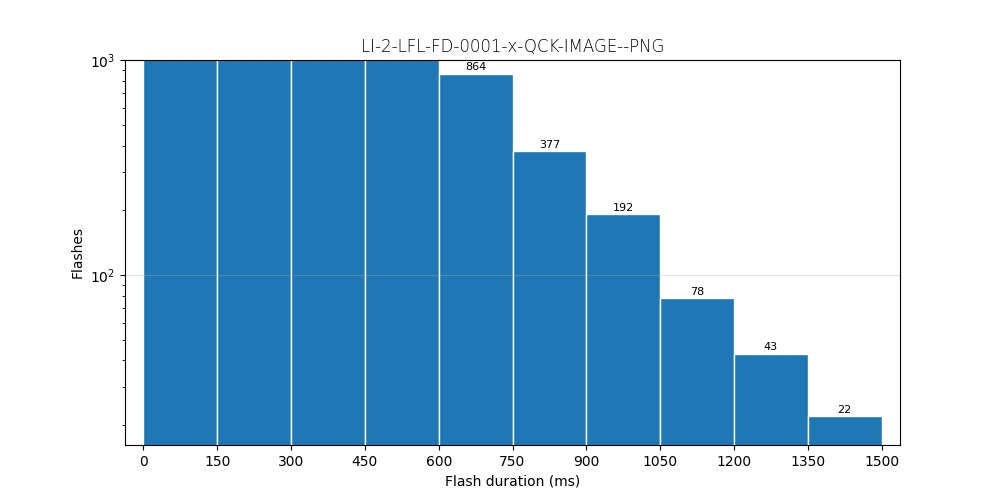 LI-2-LFL-FD-0001-x-QCK-IMAGE--PNG
10³
864
377
192
Flashes
10²
78
43
22
0 150 300 450 600 750 900 1050 1200 1350 1500
Flash duration (ms)